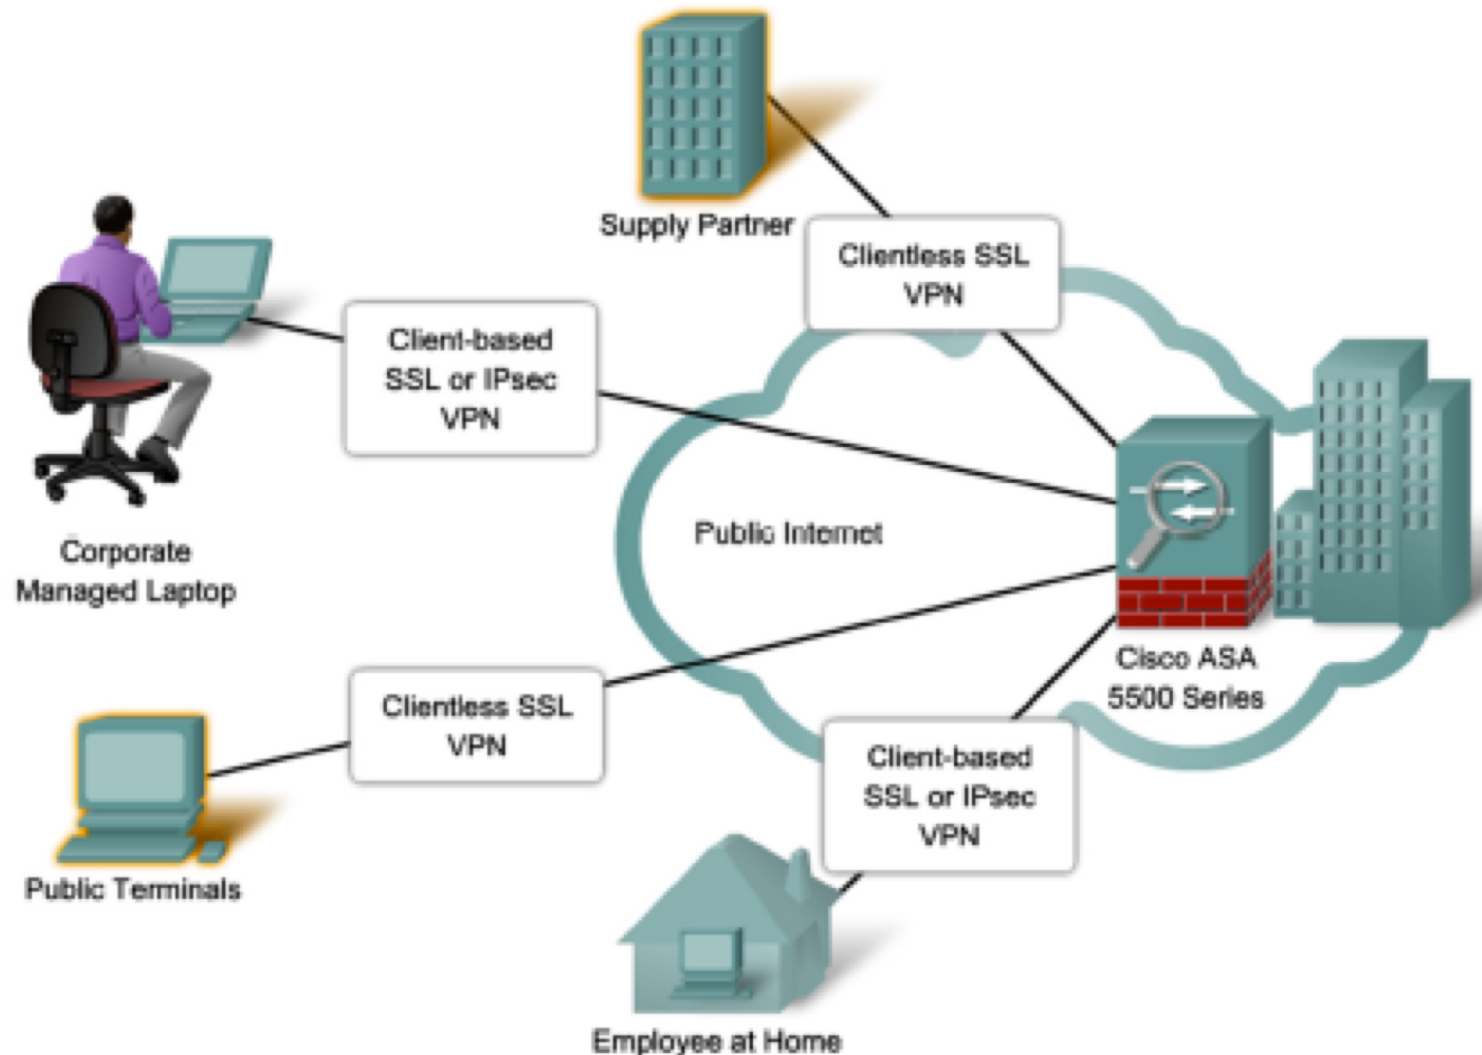 Supply Partner
Clientless SSL
VPN
Client-based
SSL or IPsec
VPN
Public Internet
Corporate
Managed Laptop
Cisco ASA
5500 Series
Clientless SSL
VPN
Client-based
SSL or IPsec
VPN
Public Terminals
Employee at Home